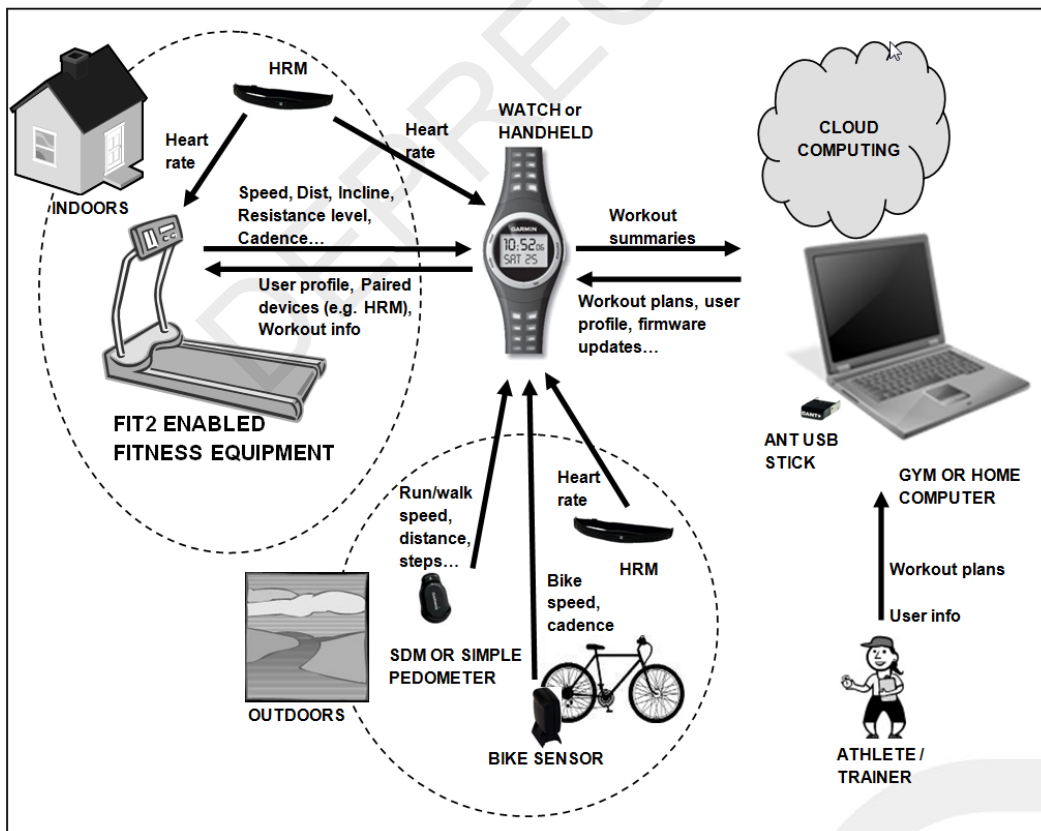 HRM
WATCH or
HANDHELD
CLOUD
COMPUTING
Heart
rate
Heart
rate
INDOORS
Speed, Dist, Incline,
Resistance level,
Cadence…
User profile, Paired
devices (e.g. HRM),
Workout info
GARMIN
10:52 06
SAT 25
Workout
summaries
Workout plans, user
profile, firmware
updates…
FIT2 ENABLED
FITNESS EQUIPMENT
ANT+
ANT USB
STICK
GYM OR HOME
COMPUTER
Run/walk
speed,
distance,
steps…
Heart
rate
HRM
Bike
speed,
cadence
SDM OR SIMPLE
PEDOMETER
OUTDOORS
BIKE SENSOR
Workout plans
User info
ATHLETE /
TRAINER
DEPREC